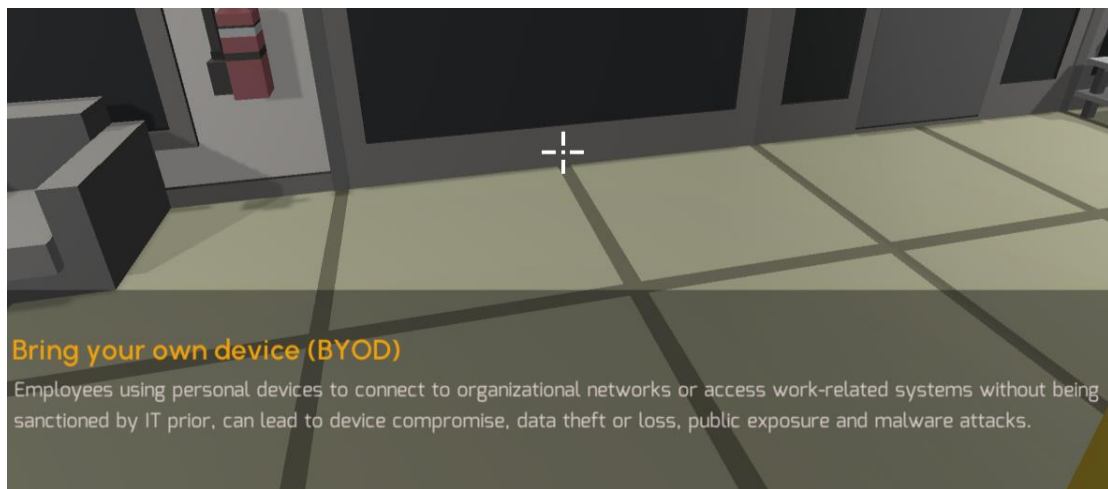 Bring your own device (BYOD)
Employees using personal devices to connect to organizational networks or access work-related systems without being
sanctioned by IT prior, can lead to device compromise, data theft or loss, public exposure and malware attacks.